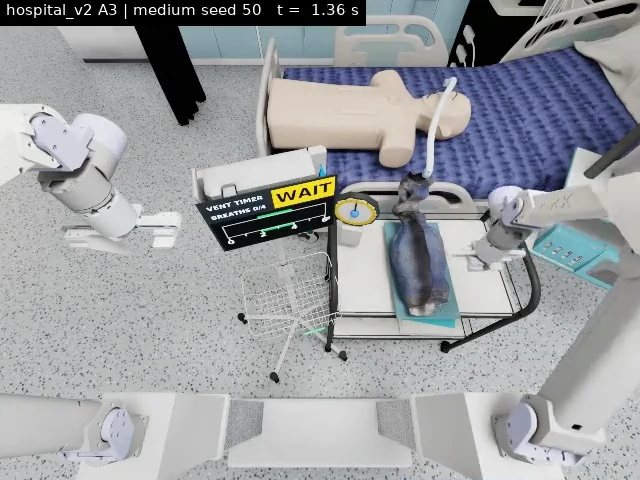 hospital_v2 A3 | medium seed 50   t =  1.36 s
WAIT
VENT TIMER
BREATHS 0/4